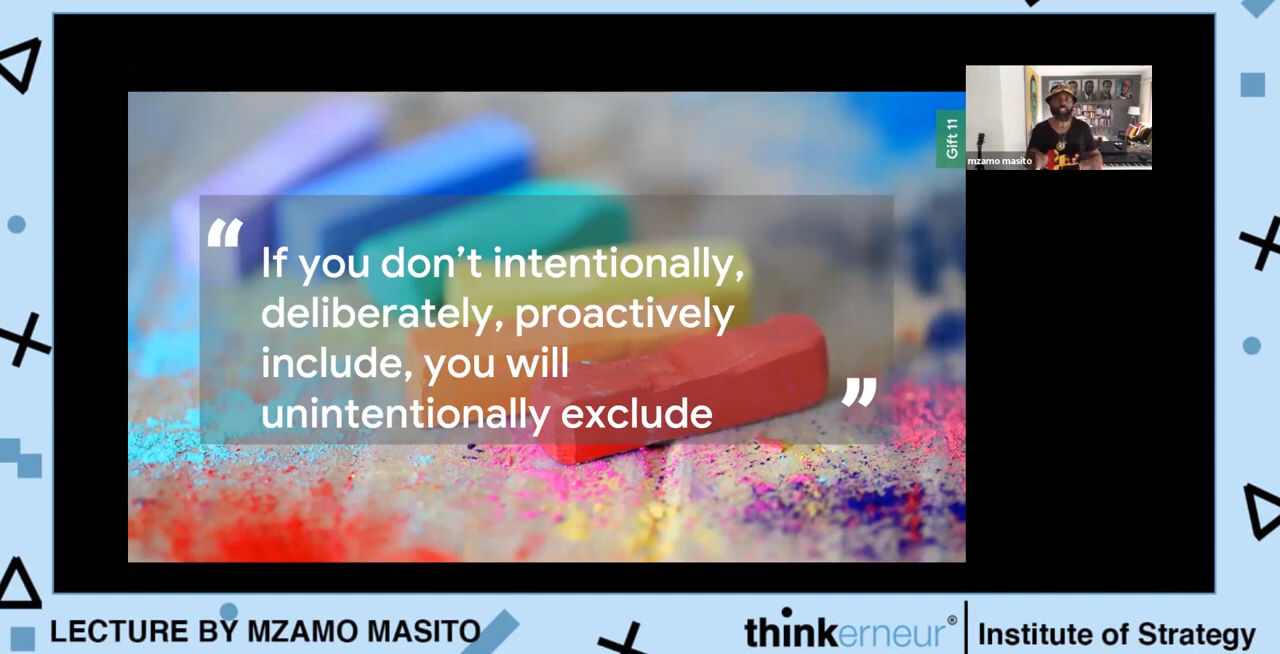 Gift 11
mzamo masito
“
If you don’t intentionally,
deliberately, proactively
include, you will
unintentionally exclude
”
LECTURE BY MZAMO MASITO
thinkerneur®
Institute of Strategy